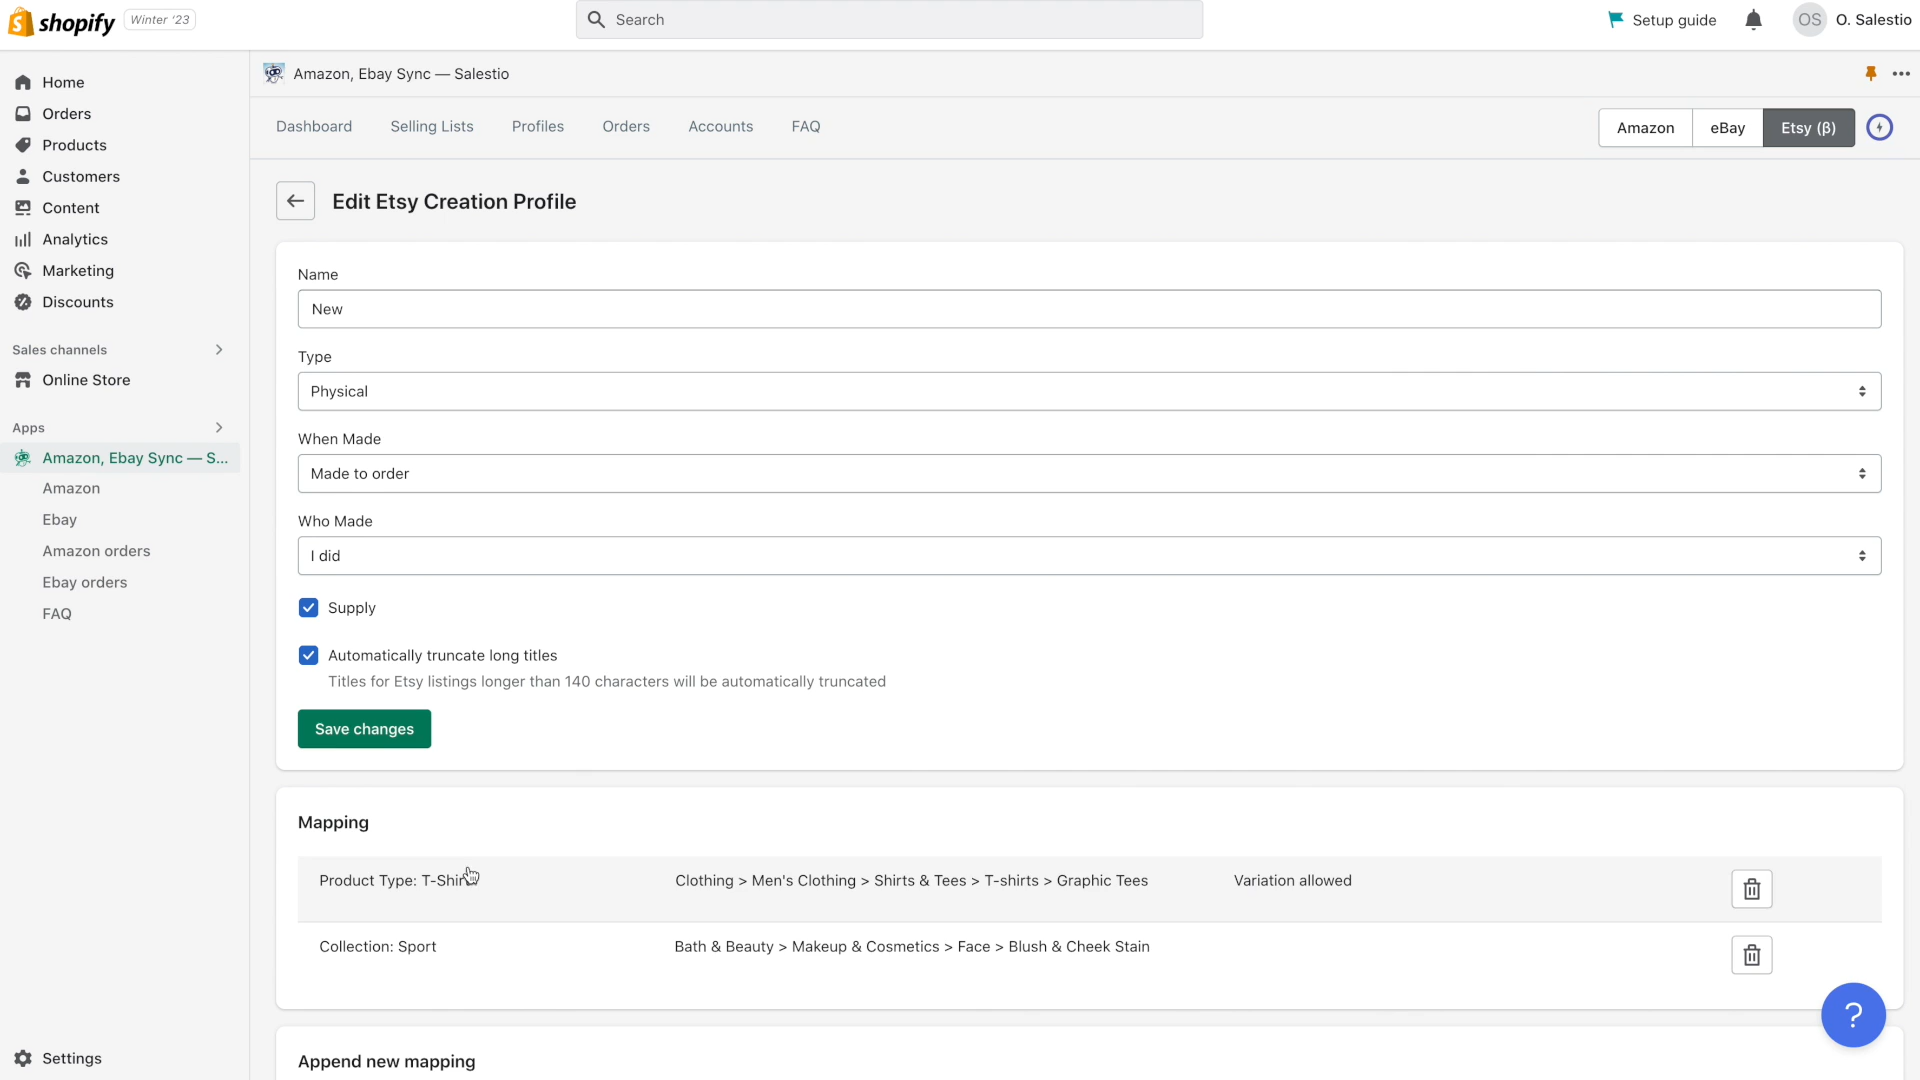 shopify Winter '23
Search
Setup guide
OS O. Salestio
Home
Orders
Products
Customers
Content
Analytics
Marketing
Discounts
Sales channels
Online Store
Apps
Amazon, Ebay Sync — S...
Amazon
Ebay
Amazon orders
Ebay orders
FAQ
Settings
Amazon, Ebay Sync — Salestio
Dashboard Selling Lists Profiles Orders Accounts FAQ
Amazon eBay Etsy (β)
Edit Etsy Creation Profile
Name
New
Type
Physical
When Made
Made to order
Who Made
I did
Supply
Automatically truncate long titles
Titles for Etsy listings longer than 140 characters will be automatically truncated
Save changes
Mapping
Product Type: Clothing > Men's Clothing > Shirts & Tees > T-shirts > Graphic Tees Variation allowed
Collection: Sport Bath & Beauty > Makeup & Cosmetics > Face > Blush & Cheek Stain
?
Append new mapping